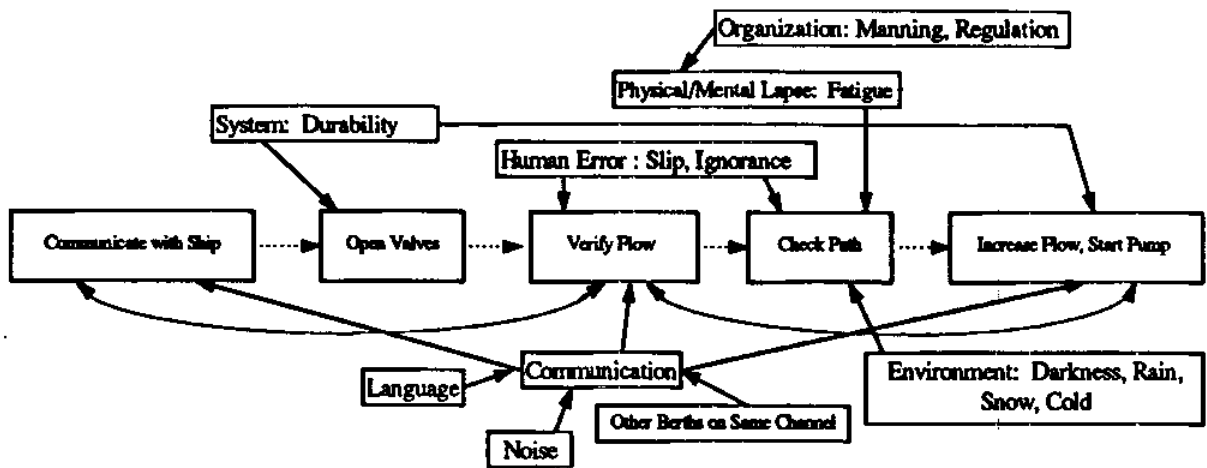 Organization: Manning, Regulation
Physical/Mental Lapse: Fatigue
System: Durability
Human Error : Slip, Ignorance
Communicate with Ship
Open Valves
Verify Flow
Check Path
Increase Flow, Start Pump
Communication
Language
Environment: Darkness, Rain,
Snow, Cold
Other Berths on Same Channel
Noise